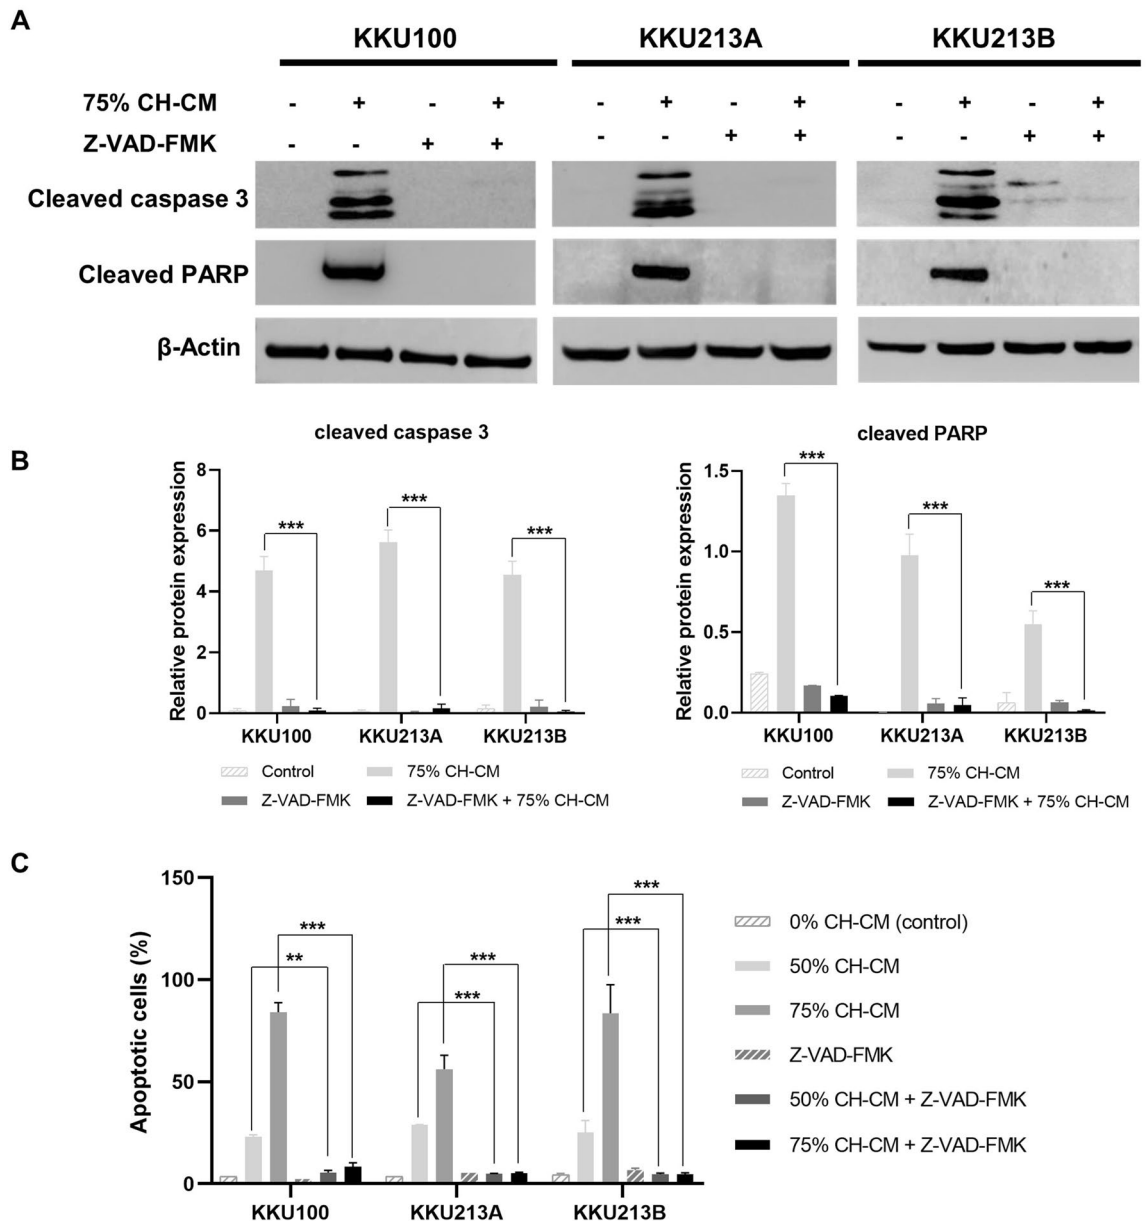 A
KKU100 KKU213A KKU213B
75% CH-CM - + - + - + - + - + - +
Z-VAD-FMK - - + + - - + + - - + +
Cleaved caspase 3
Cleaved PARP
β-Actin
B
cleaved caspase 3
Relative protein expression
8
6
4
2
0
*** *** ***
KKU100 KKU213A KKU213B
Control 75% CH-CM
Z-VAD-FMK Z-VAD-FMK + 75% CH-CM
cleaved PARP
Relative protein expression
1.5
1.0
0.5
0.0
*** *** ***
KKU100 KKU213A KKU213B
Control 75% CH-CM
Z-VAD-FMK Z-VAD-FMK + 75% CH-CM
C
Apoptotic cells (%)
150
100
50
0
*** ** *** *** *** ***
KKU100 KKU213A KKU213B
0% CH-CM (control)
50% CH-CM
75% CH-CM
Z-VAD-FMK
50% CH-CM + Z-VAD-FMK
75% CH-CM + Z-VAD-FMK